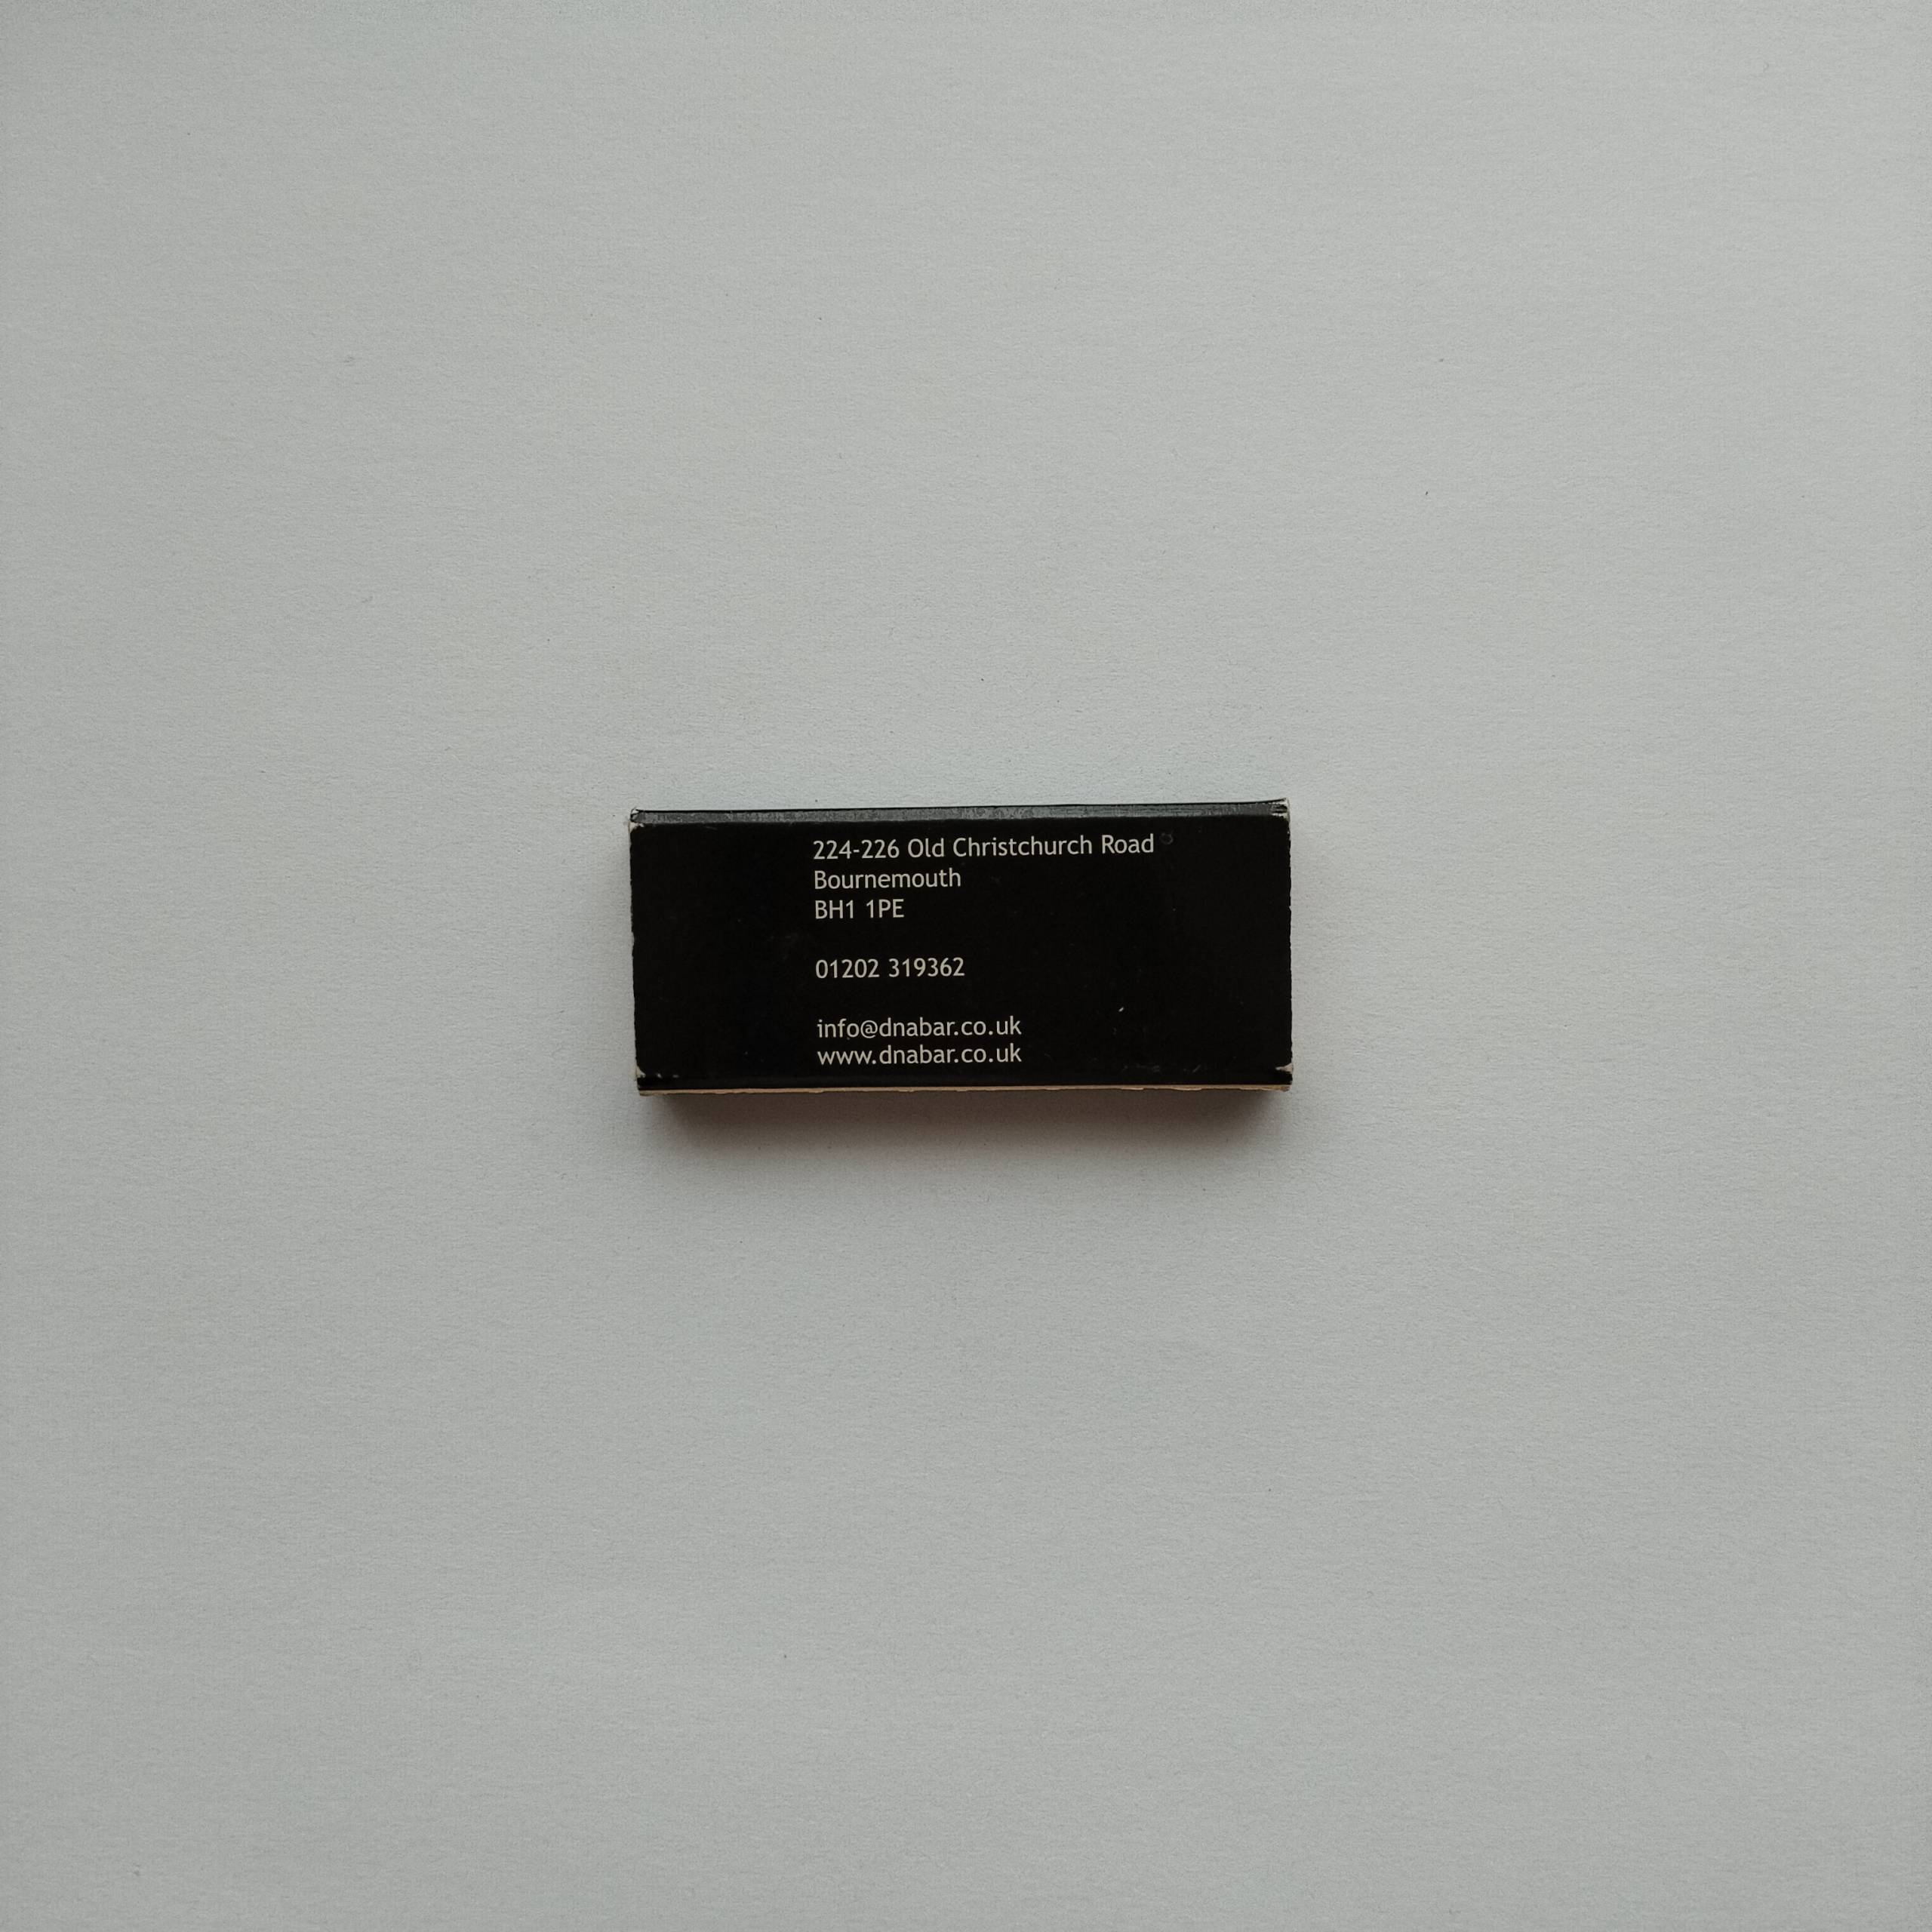 224-226 Old Christchurch Road
Bournemouth
BH1 1PE
01202 319362
info@dnabar.co.uk
www.dnabar.co.uk